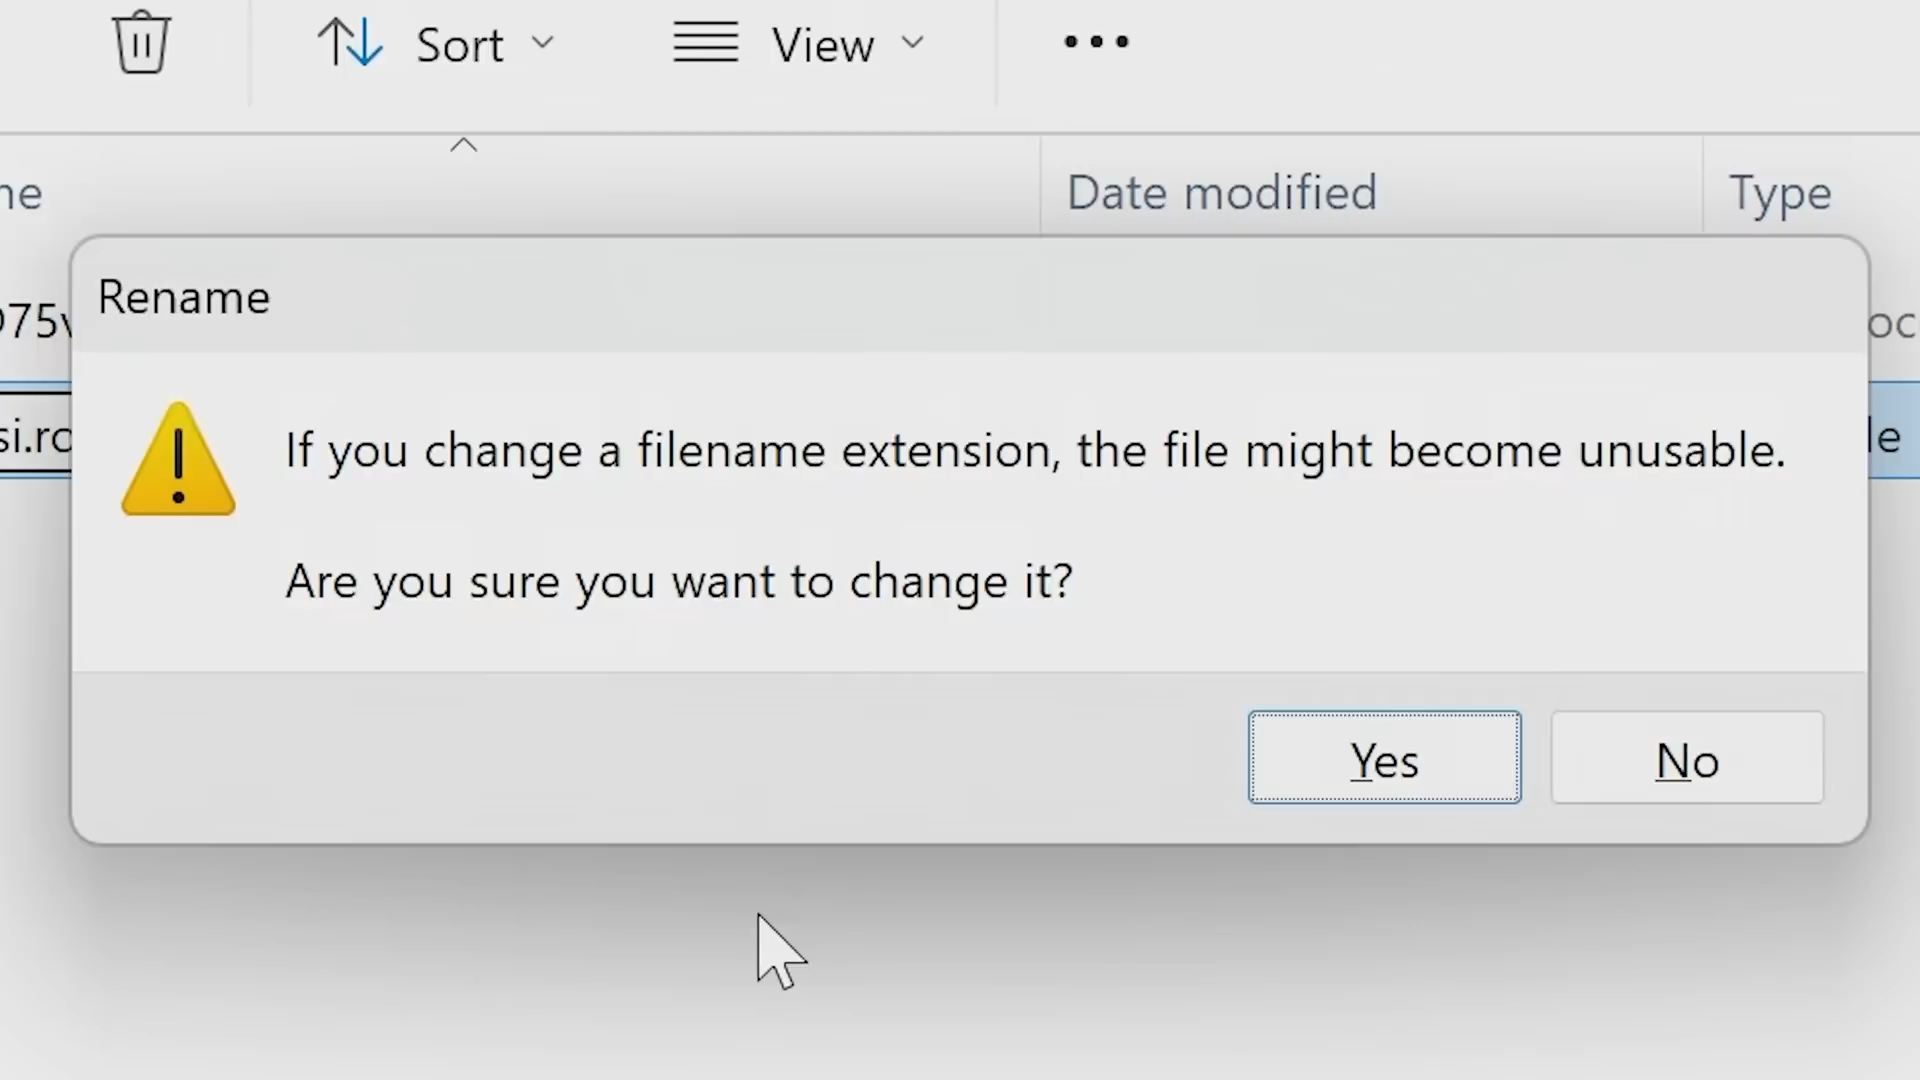 Sort
View
Date modified
Type
Rename
If you change a filename extension, the file might become unusable.
Are you sure you want to change it?
Yes
No